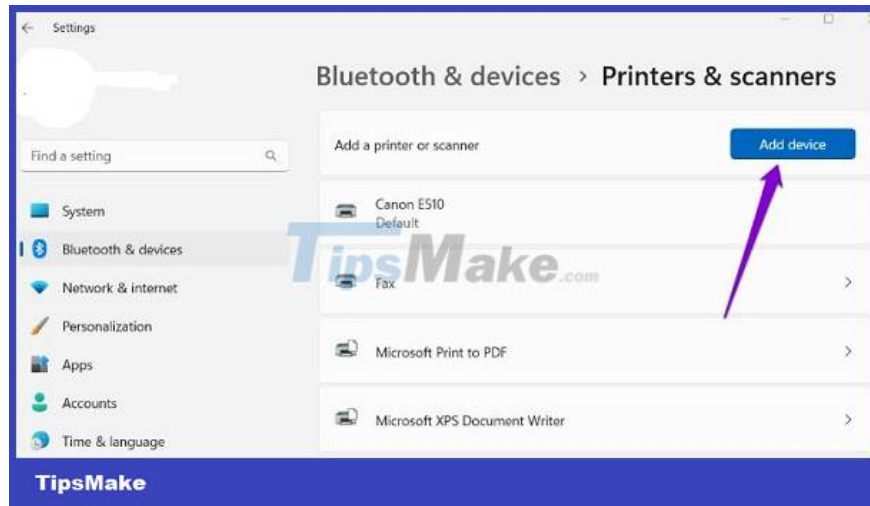 Settings
Bluetooth & devices > Printers & scanners
Find a setting
Add a printer or scanner
Add device
System
Bluetooth & devices
Network & internet
Personalization
Apps
Accounts
Time & language
Canon E510
Default
Fax
Microsoft Print to PDF
Microsoft XPS Document Writer
TipsMake.com
TipsMake